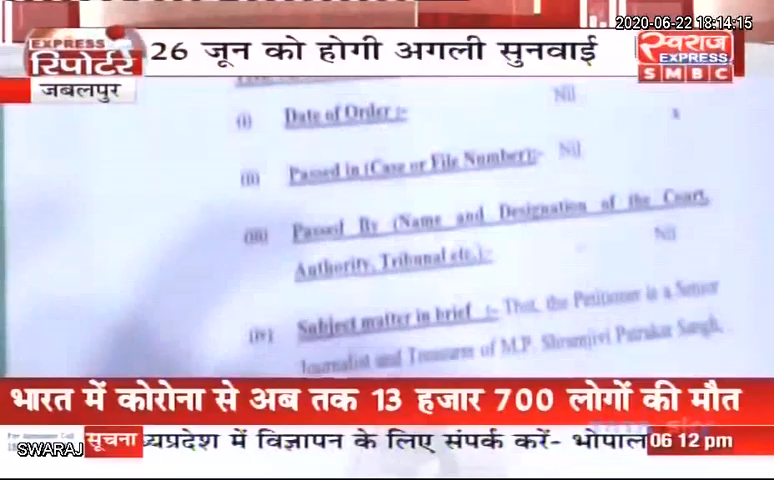 2020-06-22 18:14:15
EXPRESS
रिपोर्टर
26 जून को होगी अगली सुनवाई
स्वराज
EXPRESS
SMBC
जबलपुर
Nil
(i) Date of Order :-
(ii) Passed in (Case or File Number):- Nil
(iii) Passed By (Name and Designation of the Court,
Nil
Authority, Tribunal etc.):-
(iv) Subject matter in brief :- That, the Petitioner is a Senior
Journalist and Treasurer of M.P. Shramjivi Patrakar Sangh,
भारत में कोरोना से अब तक 13 हजार 700 लोगों की मौत
सूचना
ध्यप्रदेश में विज्ञापन के लिए संपर्क करें- भोपाल
06 12 pm
SWARAJ